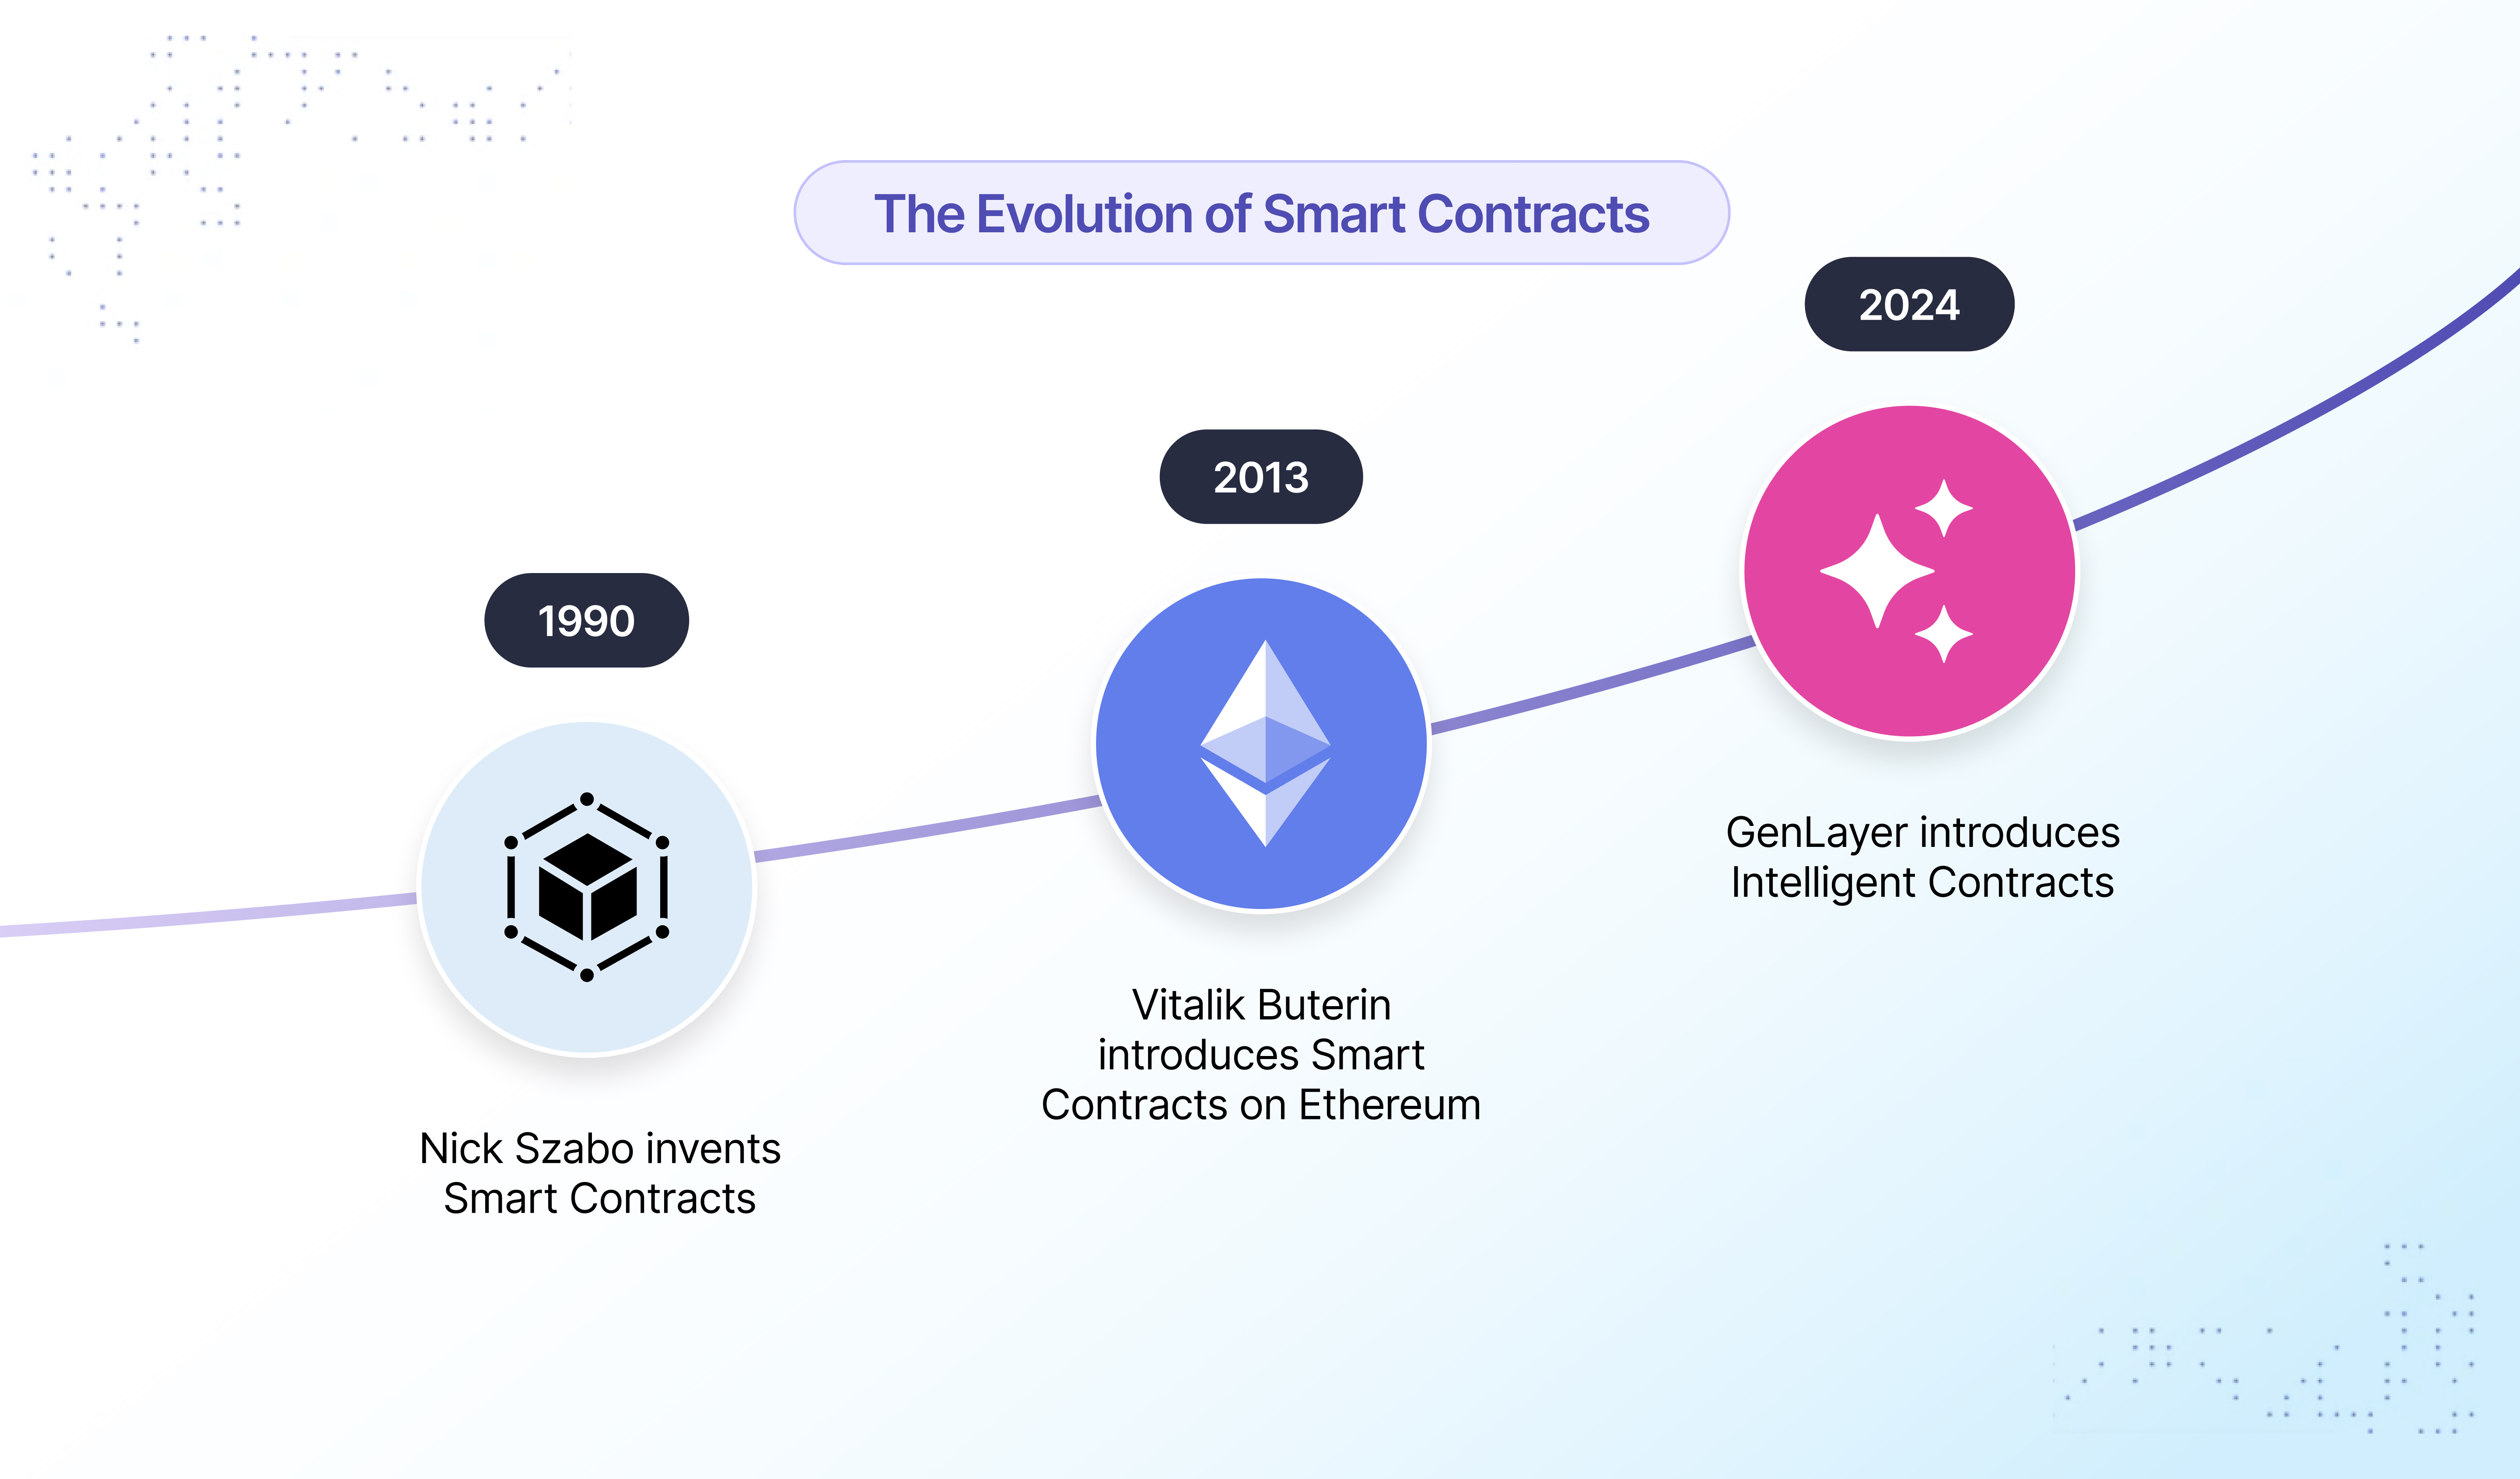 The Evolution of Smart Contracts
1990
Nick Szabo invents
Smart Contracts
2013
Vitalik Buterin
introduces Smart
Contracts on Ethereum
2024
GenLayer introduces
Intelligent Contracts